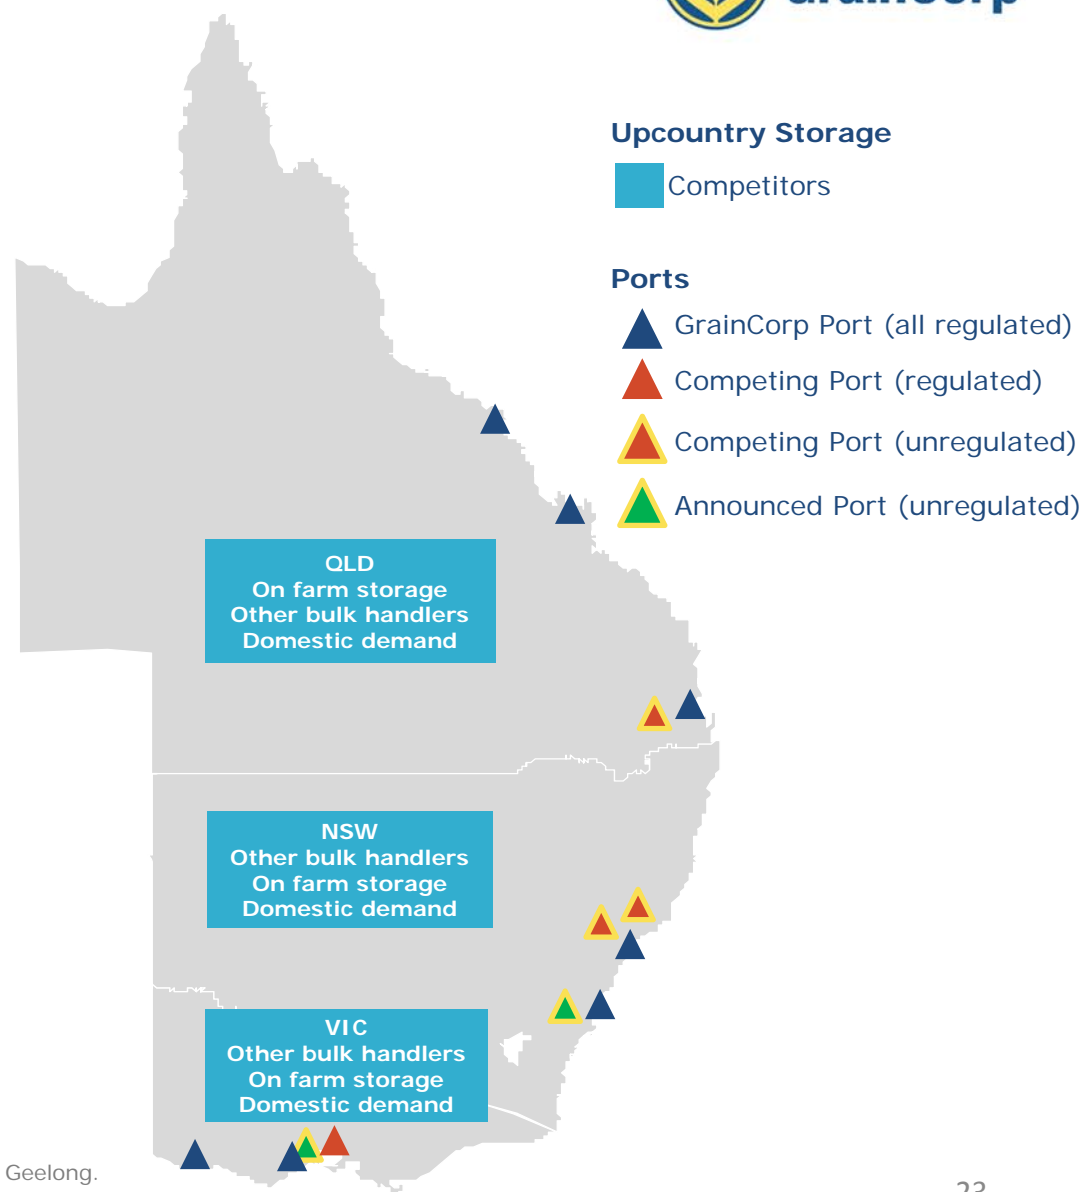 GrainCorp
Upcountry Storage
Competitors
Ports
GrainCorp Port (all regulated)
Competing Port (regulated)
Competing Port (unregulated)
Announced Port (unregulated)
QLD
On farm storage
Other bulk handlers
Domestic demand
NSW
Other bulk handlers
On farm storage
Domestic demand
VIC
Other bulk handlers
On farm storage
Domestic demand
Geelong.
23